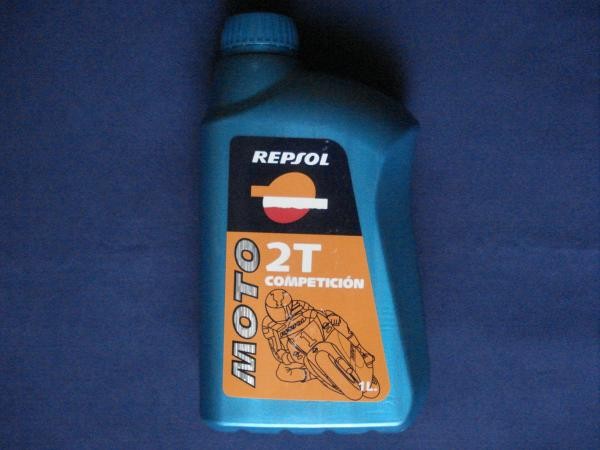 REPSOL
MOTO
2T
COMPETICIÓN
1L.